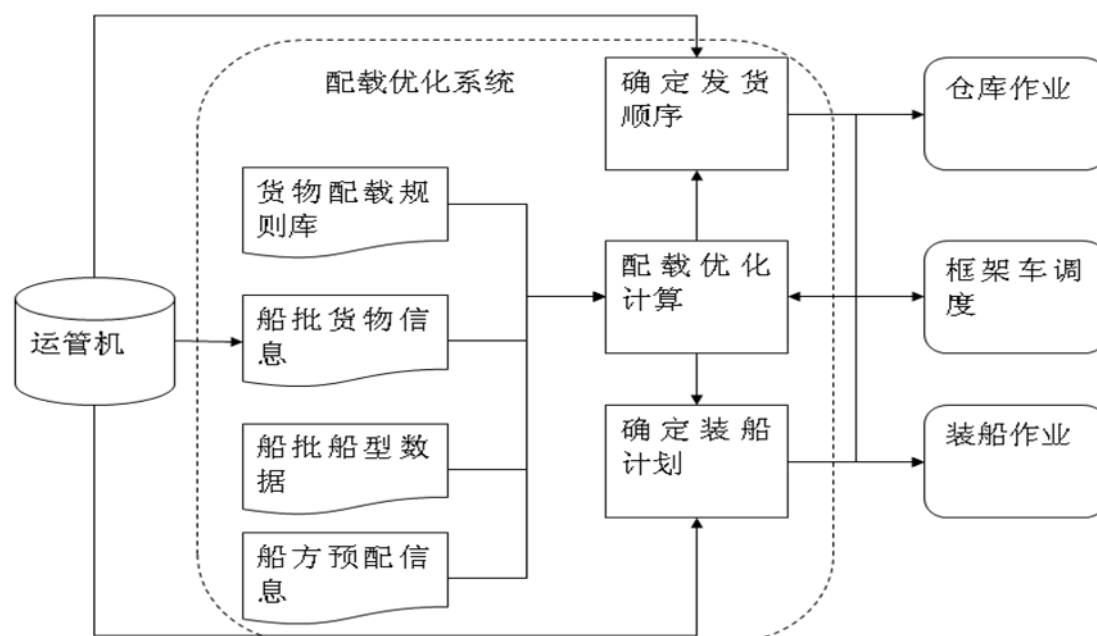 配载优化系统
确定发货
顺序
仓库作业
货物配载规
则库
配载优化
计算
框架车调
度
运管机
船批货物信
息
确定装船
计划
装船作业
船批船型数
据
船方预配信
息